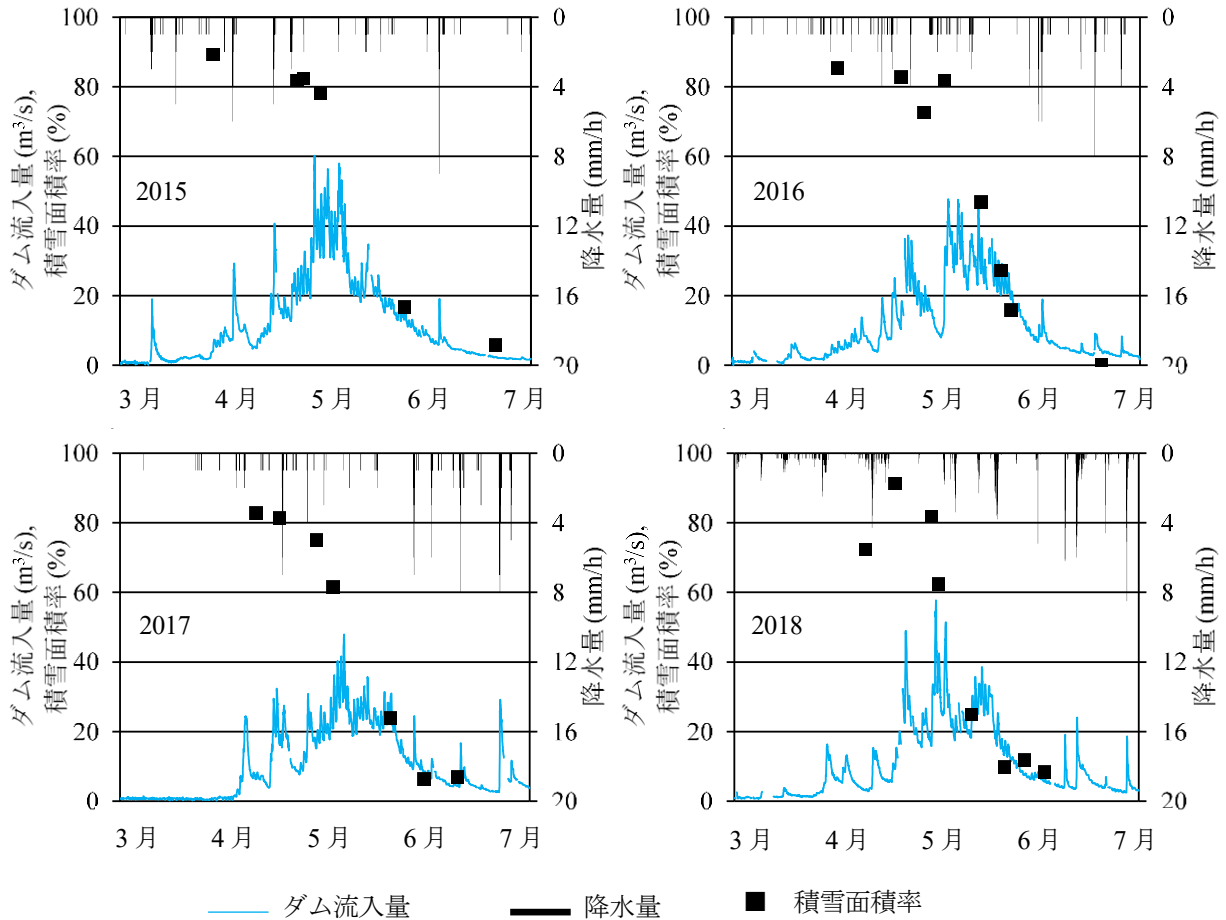 100
80
60
40
20
0
ダム流入量 (m³/s),
積雪面積率 (%)
2015
0
4
8
12
16
20
降水量 (mm/h)
3 月
4 月
5 月
6 月
7 月
100
80
60
40
20
0
ダム流入量 (m³/s),
積雪面積率 (%)
2016
0
4
8
12
16
20
降水量 (mm/h)
3 月
4 月
5 月
6 月
7 月
100
80
60
40
20
0
ダム流入量 (m³/s),
積雪面積率 (%)
2017
0
4
8
12
16
20
降水量 (mm/h)
3 月
4 月
5 月
6 月
7 月
100
80
60
40
20
0
ダム流入量 (m³/s),
積雪面積率 (%)
2018
0
4
8
12
16
20
降水量 (mm/h)
3 月
4 月
5 月
6 月
7 月
ダム流入量
降水量
積雪面積率